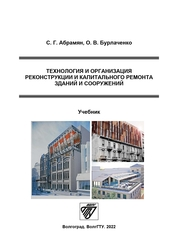 С. Г. Абрамян, О. В. Бурлаченко
ТЕХНОЛОГИЯ И ОРГАНИЗАЦИЯ
РЕКОНСТРУКЦИИ И КАПИТАЛЬНОГО РЕМОНТА
ЗДАНИЙ И СООРУЖЕНИЙ
Учебник
Волгоград. ВолгГТУ. 2022